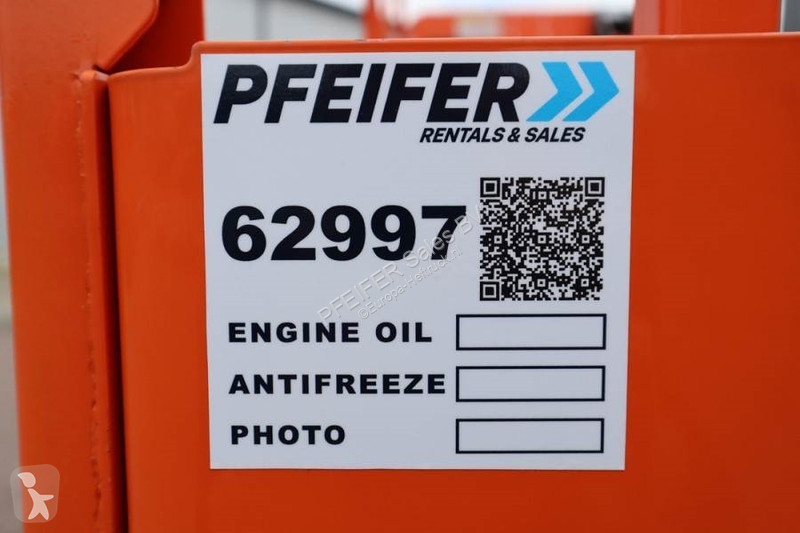 PFEIFER
RENTALS & SALES
62997
ENGINE OIL
ANTIFREEZE
PHOTO